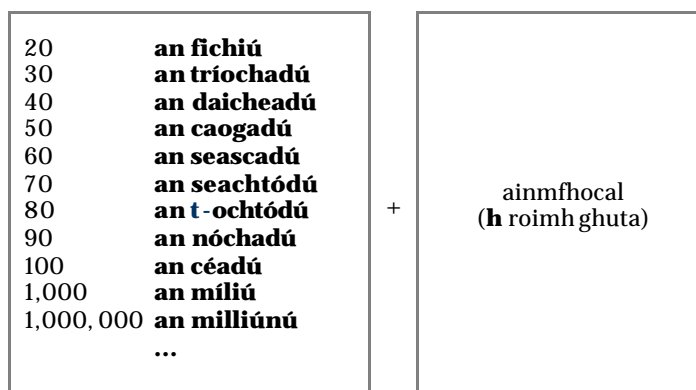 20 an fichiú
30 an tríochadú
40 an daicheadú
50 an caogadú
60 an seascadú
70 an seachtódú
80 an t-ochtódú
90 an nóchadú
100 an céadú
1,000 an míliú
1,000,000 an milliúnú
...
+
ainmfhocal
(h roimh ghuta)